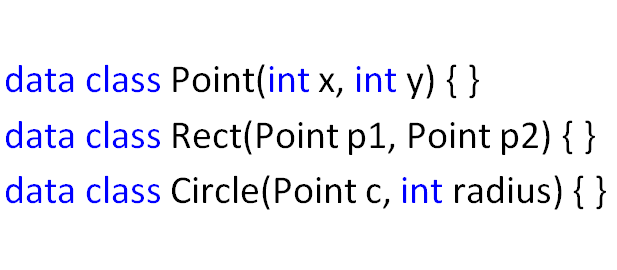 data class Point(int x, int y) { }
data class Rect(Point p1, Point p2) { }
data class Circle(Point c, int radius) { }